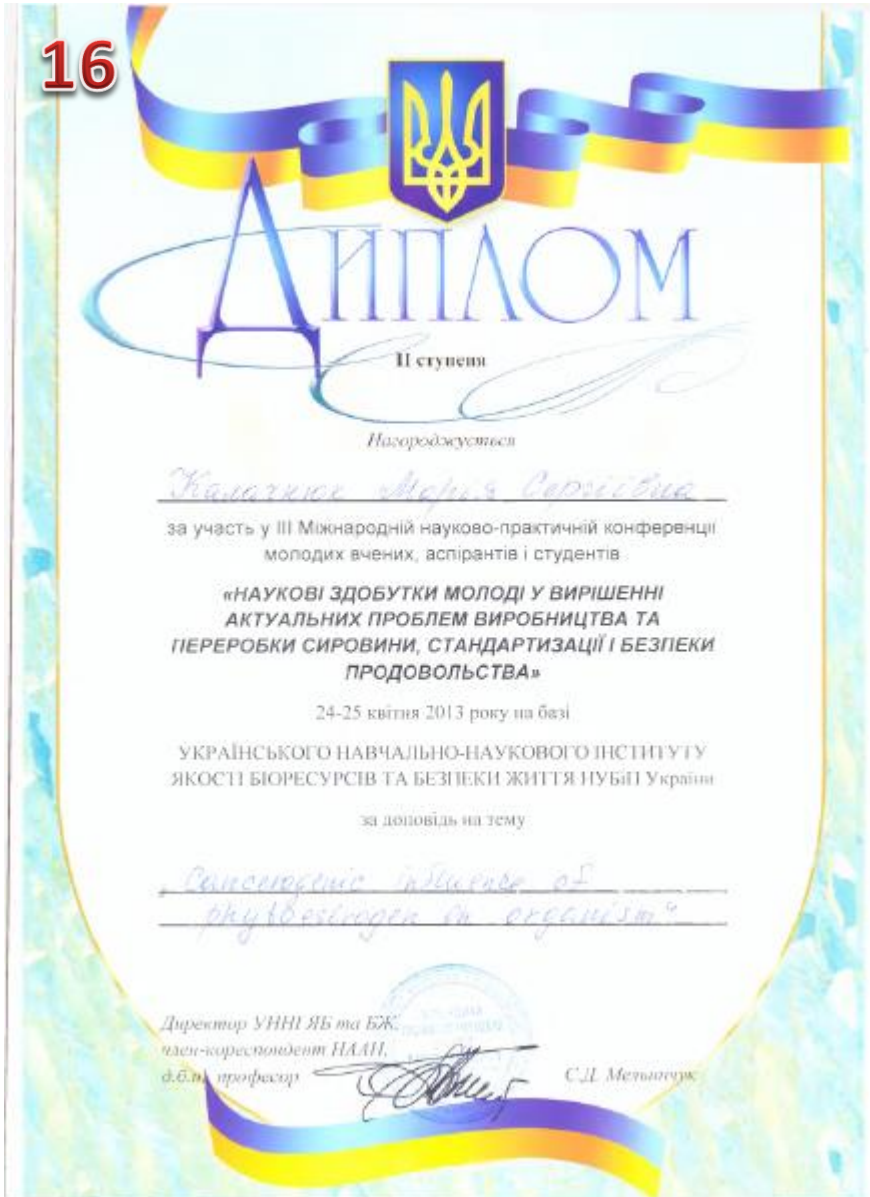 16
ДИПЛОМ
II ступеня
Нагороджується
Калачнюк Марія Сергіївна
за участь у III Міжнародній науково-практичній конференції
молодих вчених, аспірантів і студентів
«НАУКОВІ ЗДОБУТКИ МОЛОДІ У ВИРІШЕННІ
АКТУАЛЬНИХ ПРОБЛЕМ ВИРОБНИЦТВА ТА
ПЕРЕРОБКИ СИРОВИНИ, СТАНДАРТИЗАЦІЇ І БЕЗПЕКИ
ПРОДОВОЛЬСТВА»
24-25 квітня 2013 року на базі
УКРАЇНСЬКОГО НАВЧАЛЬНО-НАУКОВОГО ІНСТИТУТУ
ЯКОСТІ БІОРЕСУРСІВ ТА БЕЗПЕКИ ЖИТТЯ НУБіП України
за доповідь на тему
„Cancerogenic influence of
phytoestrogen on organism“
Директор УННІ ЯБ та БЖ,
член-кореспондент НААН,
д.б.н, професор С.Д. Мельничук